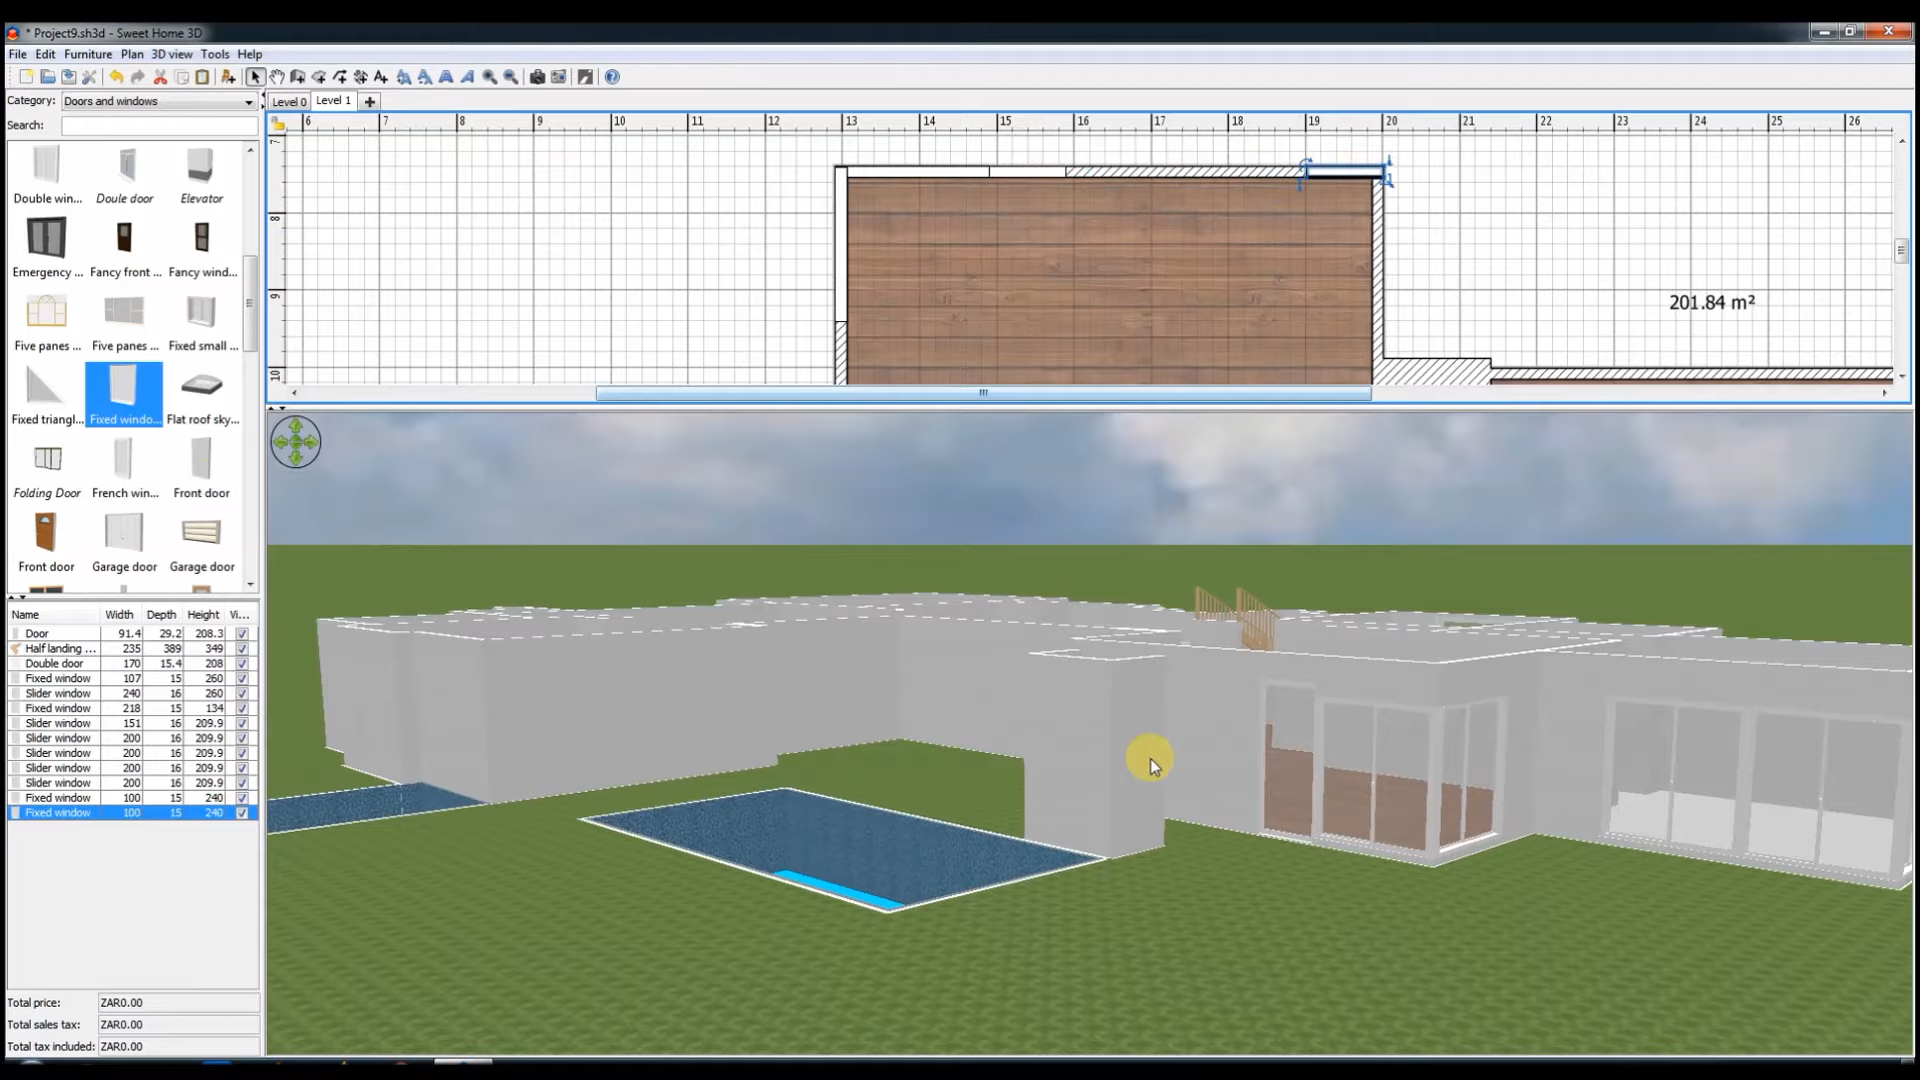 * Project9.sh3d - Sweet Home 3D
File Edit Furniture Plan 3D view Tools Help
Category: Doors and windows
Search:
Level 0 Level 1
6 7 8 9 10 11 12 13 14 15 16 17 18 19 20 21 22 23 24 25 26
7
8
9
10
201.84 m²
Double win... Doule door Elevator
Emergency ... Fancy front ... Fancy wind...
Five panes ... Five panes ... Fixed small ...
Fixed triangl... Fixed windo... Flat roof sky...
Folding Door French win... Front door
Front door Garage door Garage door
Name Width Depth Height Vi...
Door 91.4 29.2 208.3
Half landing ... 235 389 349
Double door 170 15.4 208
Fixed window 107 15 260
Slider window 240 16 260
Fixed window 218 15 134
Slider window 151 16 209.9
Slider window 200 16 209.9
Slider window 200 16 209.9
Slider window 200 16 209.9
Slider window 200 16 209.9
Fixed window 100 15 240
Fixed window 100 15 240
Total price: ZAR0.00
Total sales tax: ZAR0.00
Total tax included: ZAR0.00